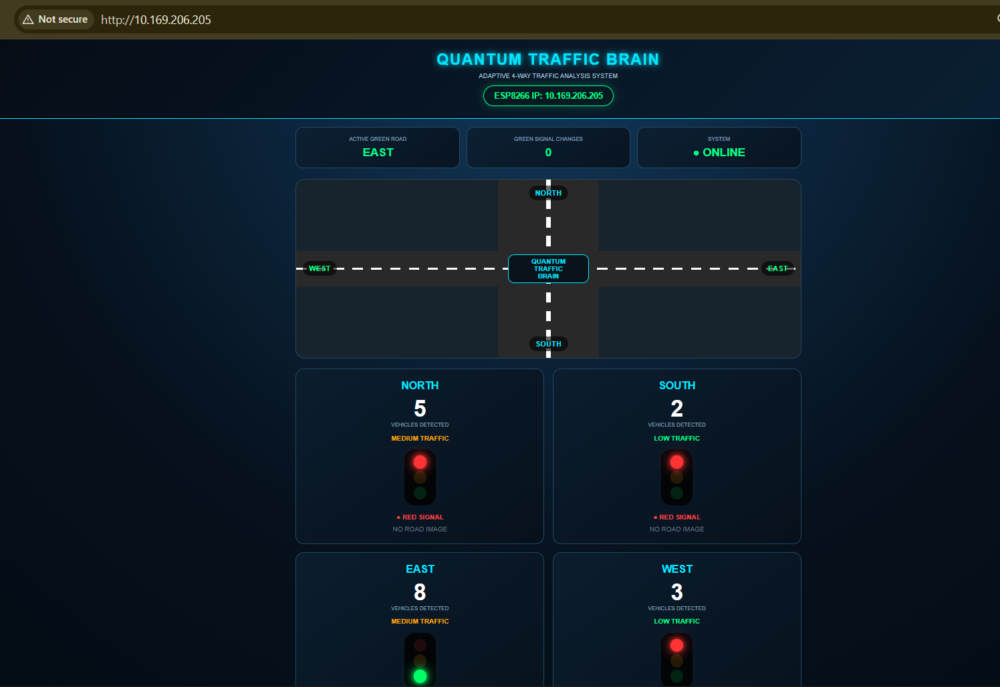 Not secure http://10.169.206.205
QUANTUM TRAFFIC BRAIN
ADAPTIVE 4-WAY TRAFFIC ANALYSIS SYSTEM
ESP8266 IP: 10.169.206.205
ACTIVE GREEN ROAD
EAST
GREEN SIGNAL CHANGES
0
SYSTEM
● ONLINE
NORTH
WEST
QUANTUM
TRAFFIC
BRAIN
EAST
SOUTH
NORTH
5
VEHICLES DETECTED
MEDIUM TRAFFIC
● RED SIGNAL
NO ROAD IMAGE
SOUTH
2
VEHICLES DETECTED
LOW TRAFFIC
● RED SIGNAL
NO ROAD IMAGE
EAST
8
VEHICLES DETECTED
MEDIUM TRAFFIC
WEST
3
VEHICLES DETECTED
LOW TRAFFIC